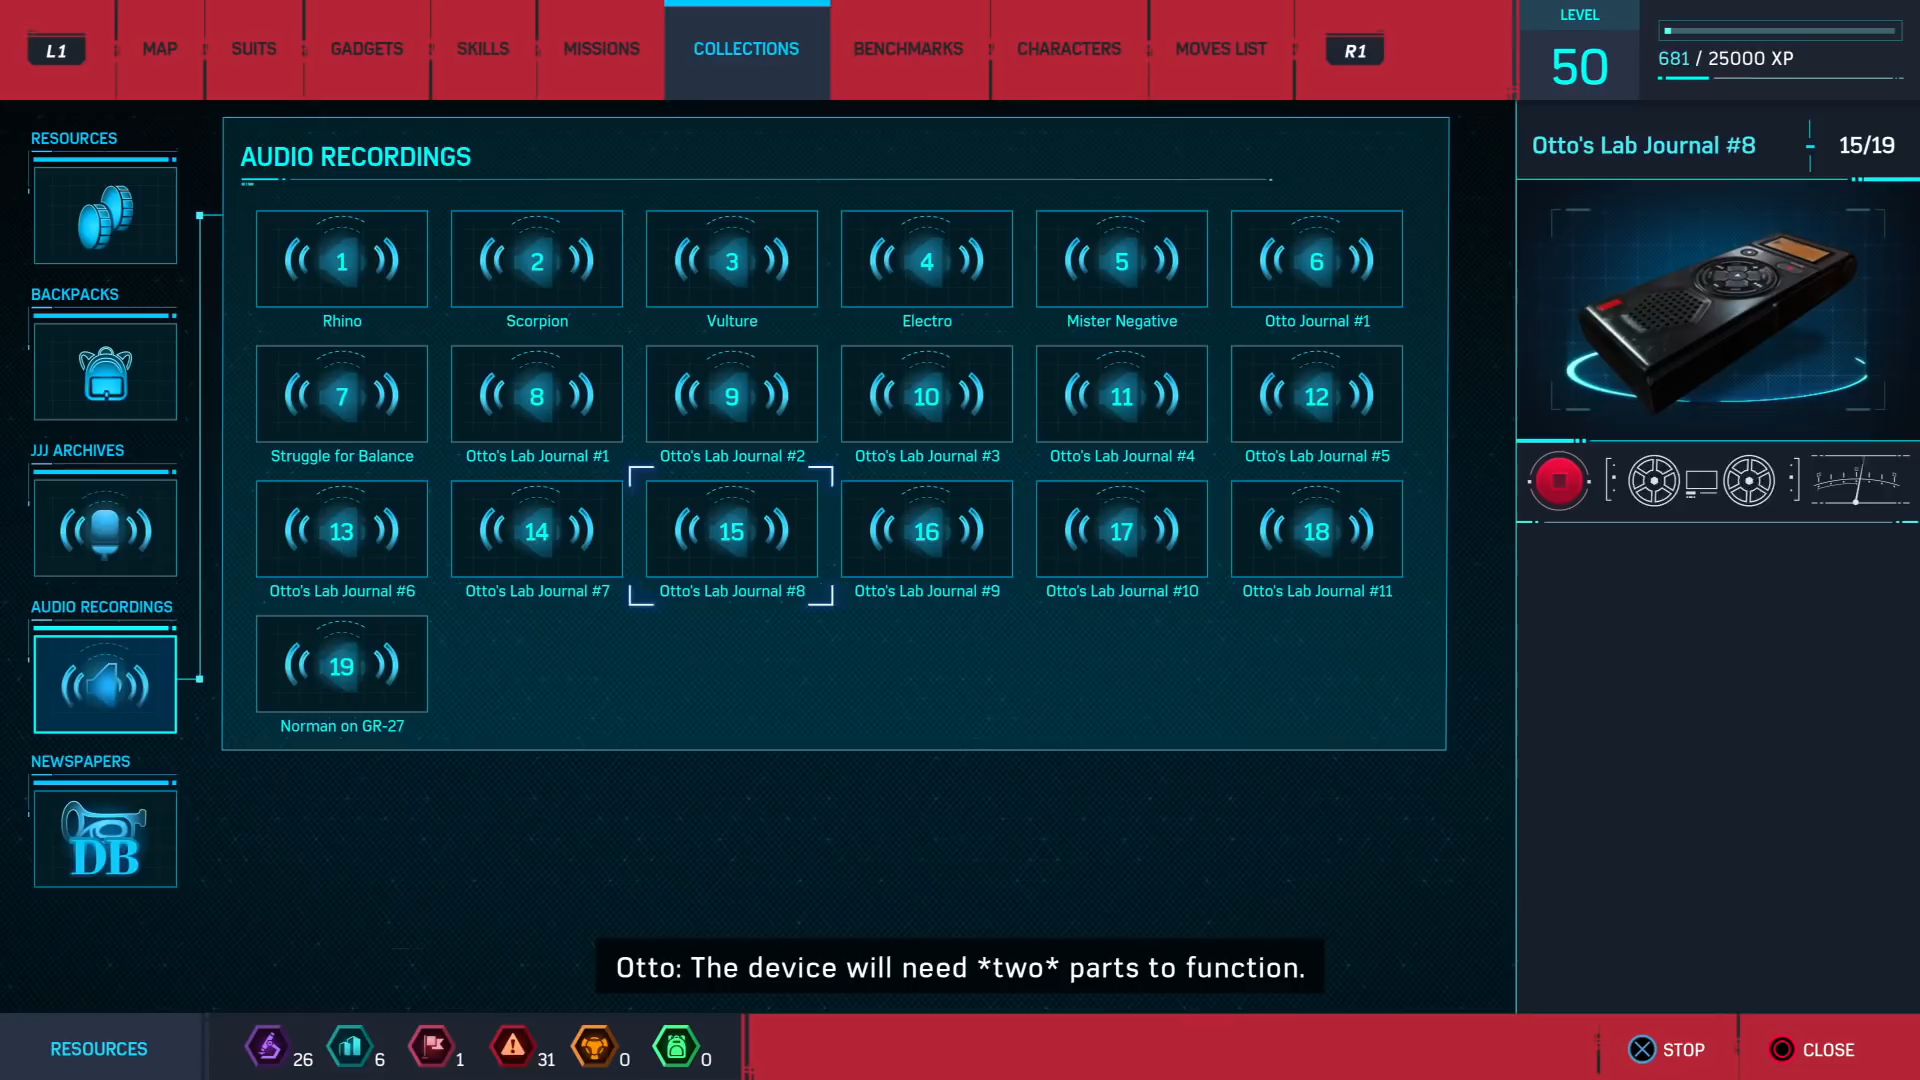 L1
MAP
SUITS
GADGETS
SKILLS
MISSIONS
COLLECTIONS
BENCHMARKS
CHARACTERS
MOVES LIST
R1
LEVEL
50
681 / 25000 XP
RESOURCES
BACKPACKS
JJJ ARCHIVES
AUDIO RECORDINGS
NEWSPAPERS
DB
AUDIO RECORDINGS
1 2 3 4 5 6
Rhino Scorpion Vulture Electro Mister Negative Otto Journal #1
7 8 9 10 11 12
Struggle for Balance Otto's Lab Journal #1 Otto's Lab Journal #2 Otto's Lab Journal #3 Otto's Lab Journal #4 Otto's Lab Journal #5
13 14 15 16 17 18
Otto's Lab Journal #6 Otto's Lab Journal #7 Otto's Lab Journal #8 Otto's Lab Journal #9 Otto's Lab Journal #10 Otto's Lab Journal #11
19
Norman on GR-27
Otto's Lab Journal #8
15/19
Otto: The device will need *two* parts to function.
RESOURCES
26
6
1
31
0
0
STOP
CLOSE